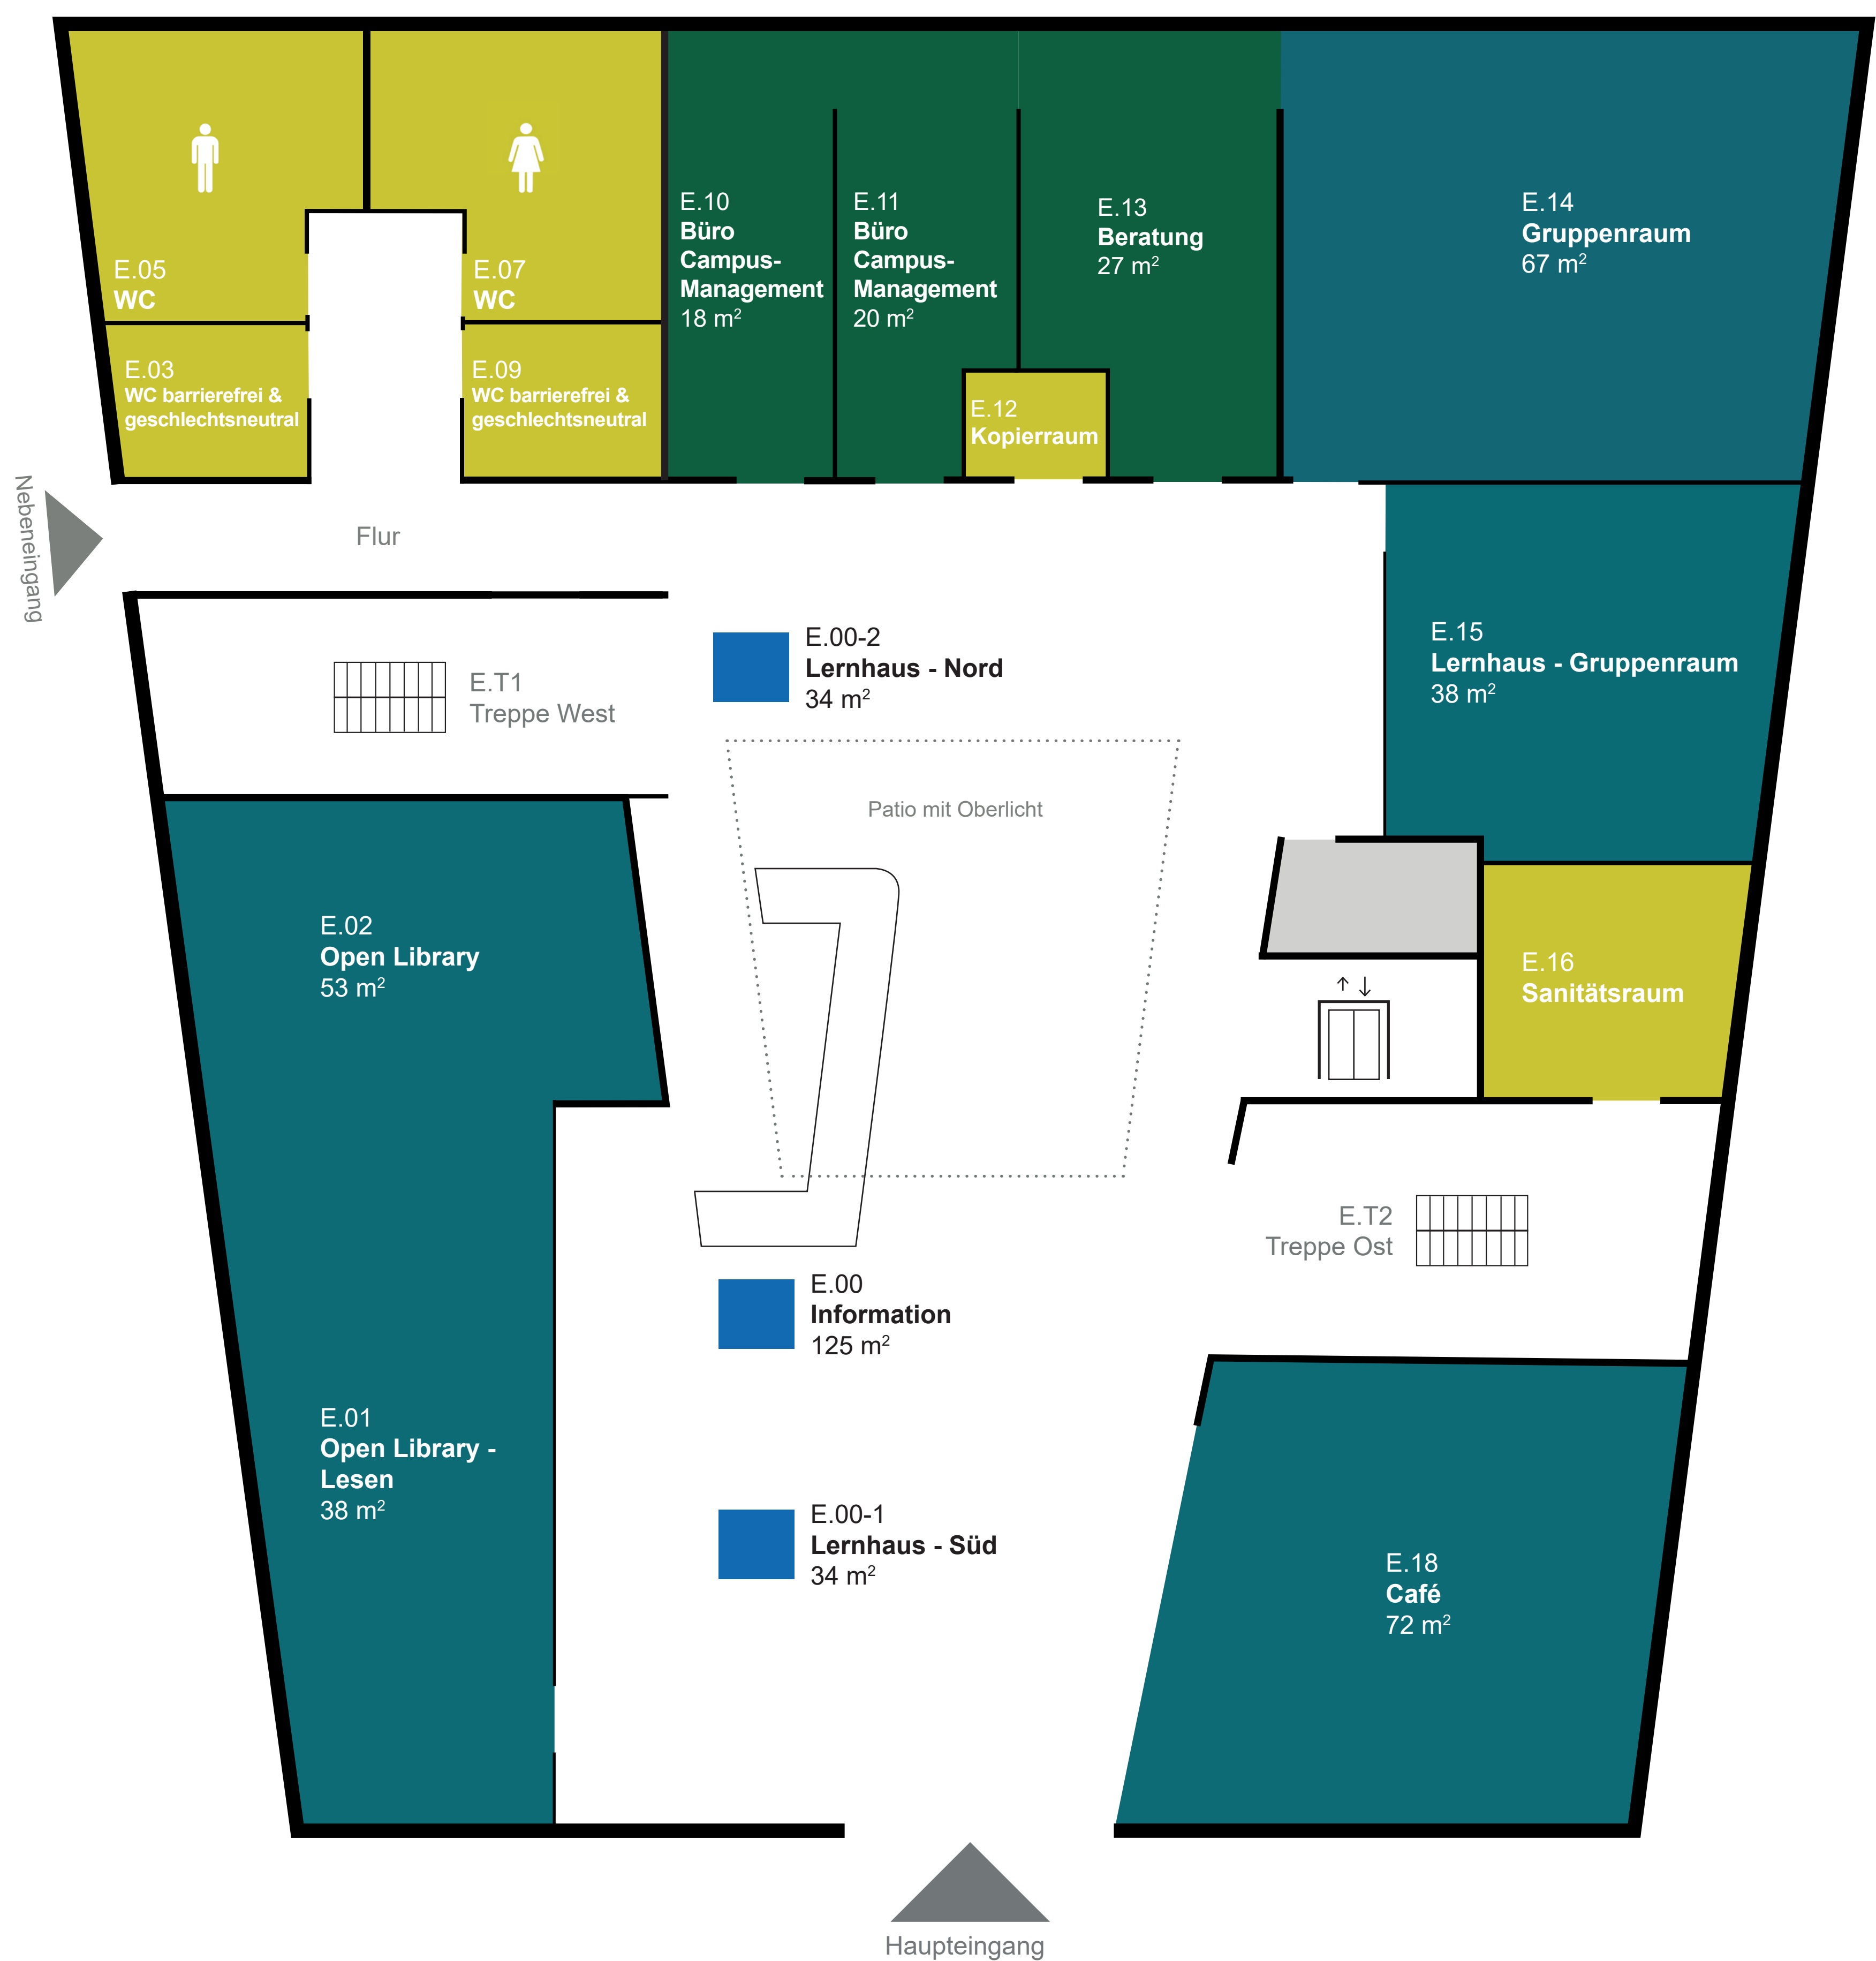 E.05
WC
E.07
WC
E.03
WC barrierefrei &
geschlechtsneutral
E.09
WC barrierefrei &
geschlechtsneutral
E.10
Büro
Campus-
Management
18 m²
E.11
Büro
Campus-
Management
20 m²
E.12
Kopierraum
E.13
Beratung
27 m²
E.14
Gruppenraum
67 m²
Nebeneingang
Flur
E.T1
Treppe West
E.00-2
Lernhaus - Nord
34 m²
E.15
Lernhaus - Gruppenraum
38 m²
Patio mit Oberlicht
E.02
Open Library
53 m²
E.16
Sanitätsraum
E.T2
Treppe Ost
E.00
Information
125 m²
E.01
Open Library -
Lesen
38 m²
E.00-1
Lernhaus - Süd
34 m²
E.18
Café
72 m²
Haupteingang